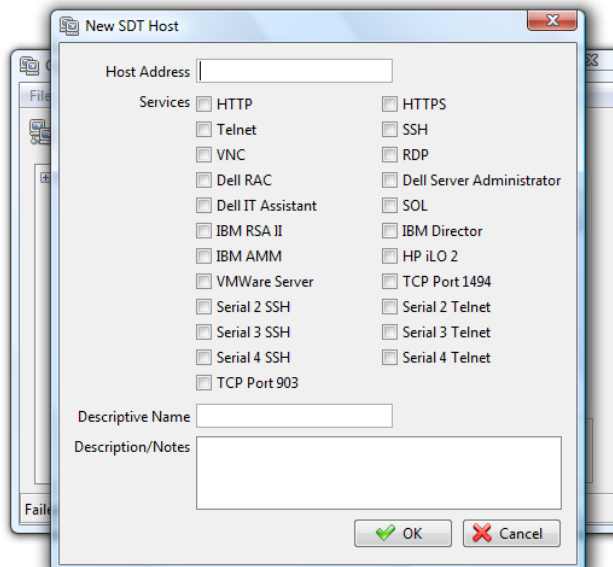 New SDT Host
File
Host Address
Services
HTTP HTTPS
Telnet SSH
VNC RDP
Dell RAC Dell Server Administrator
Dell IT Assistant SOL
IBM RSA II IBM Director
IBM AMM HP iLO 2
VMWare Server TCP Port 1494
Serial 2 SSH Serial 2 Telnet
Serial 3 SSH Serial 3 Telnet
Serial 4 SSH Serial 4 Telnet
TCP Port 903
Descriptive Name
Description/Notes
OK Cancel